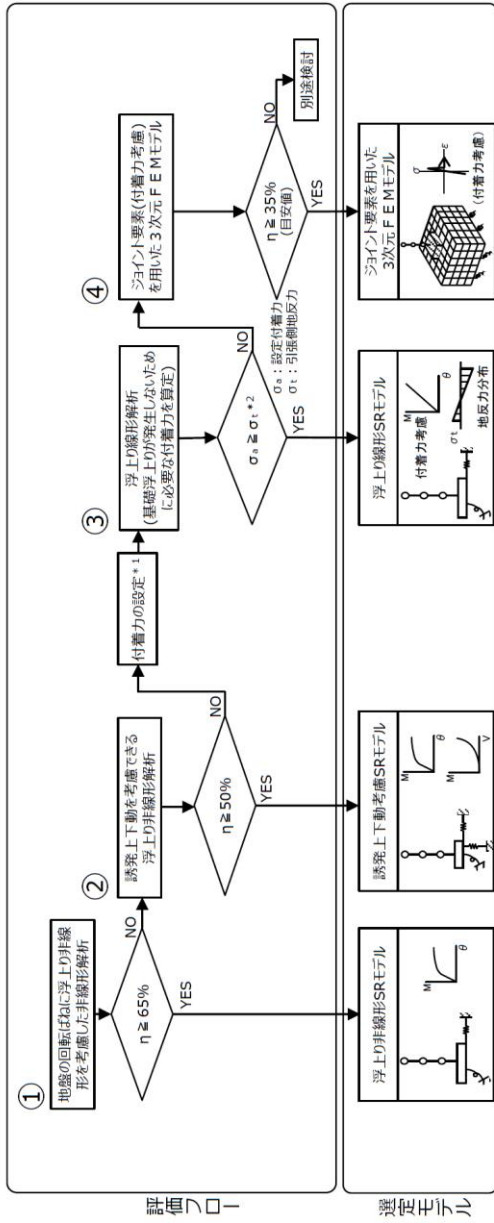 評価フロー
①
地盤の回転ばねに浮上り非線
形を考慮した非線形解析
η≧65%
NO
YES
②
誘発上下動を考慮できる
浮上り非線形解析
η≧50%
NO
YES
付着力の設定*1
③
浮上り線形解析
(基礎浮上りが発生しないため
に必要な付着力を算定)
σa≧σt*2
NO
YES
σa:設定付着力
σt:引張側地反力
④
ジョイント要素(付着力考慮)
を用いた3次元FEMモデル
η≧35%
(目安値)
NO
YES
別途検討
選定モデル
浮上り非線形SRモデル
M
θ
誘発上下動考慮SRモデル
M
θ
M
V
浮上り線形SRモデル
付着力考慮
M
θ
σt
地反力分布
ジョイント要素を用いた
3次元FEMモデル
σ
ε
(付着力考慮)